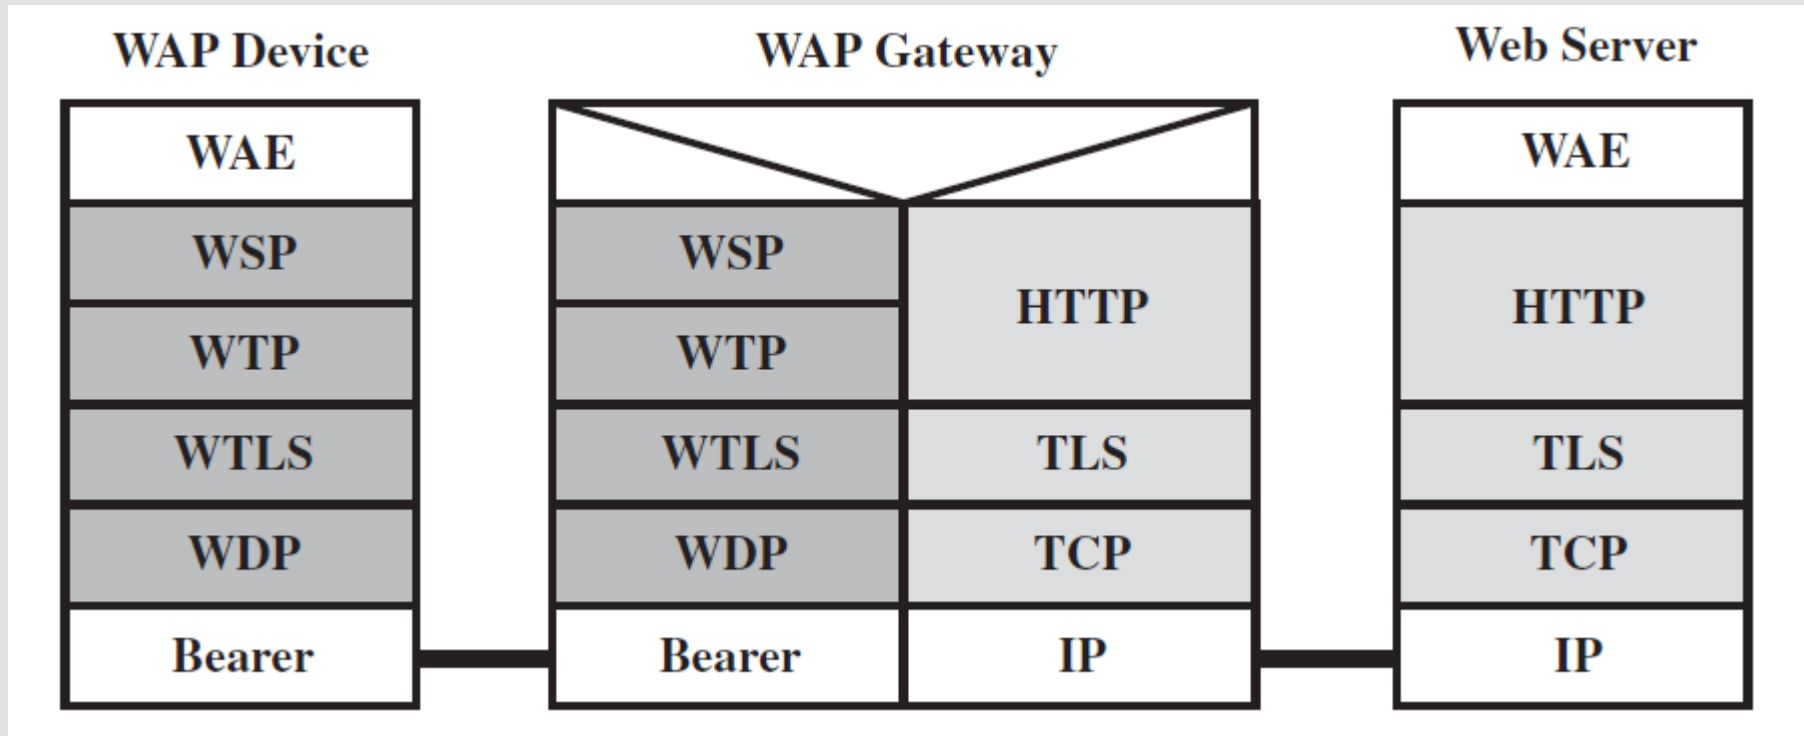 WAP Device
WAP Gateway
Web Server
WAE
WSP
WTP
WTLS
WDP
Bearer
WSP
WTP
WTLS
WDP
Bearer
HTTP
TLS
TCP
IP
WAE
HTTP
TLS
TCP
IP